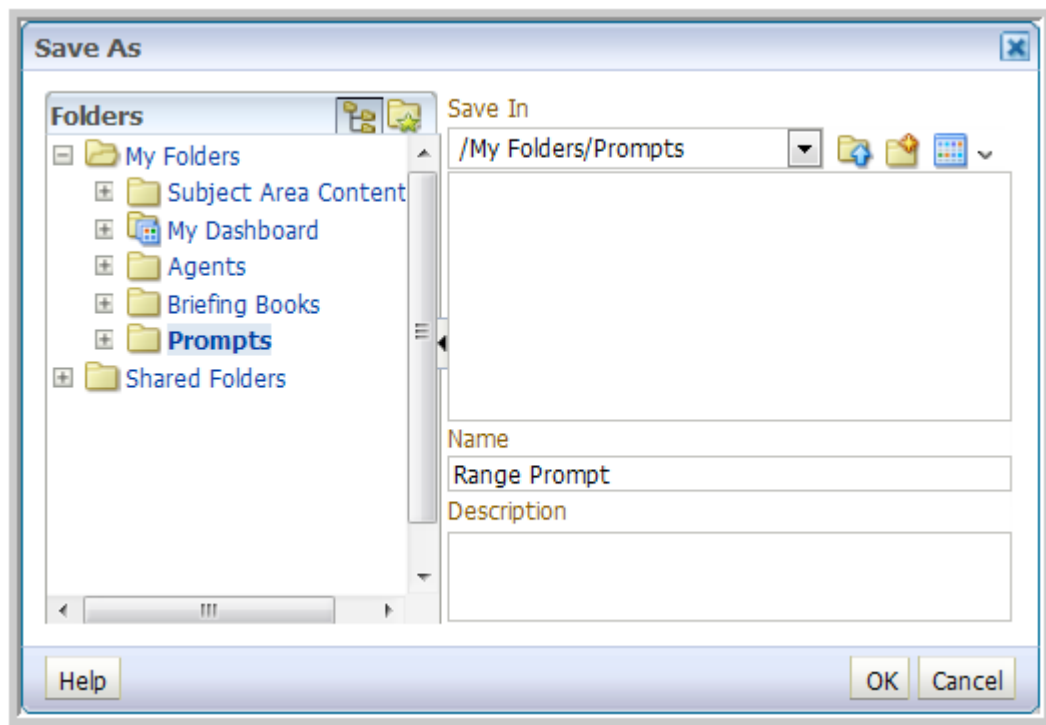 Save As
Folders
My Folders
Subject Area Content
My Dashboard
Agents
Briefing Books
Prompts
Shared Folders
Save In
/My Folders/Prompts
Name
Range Prompt
Description
Help
OK
Cancel